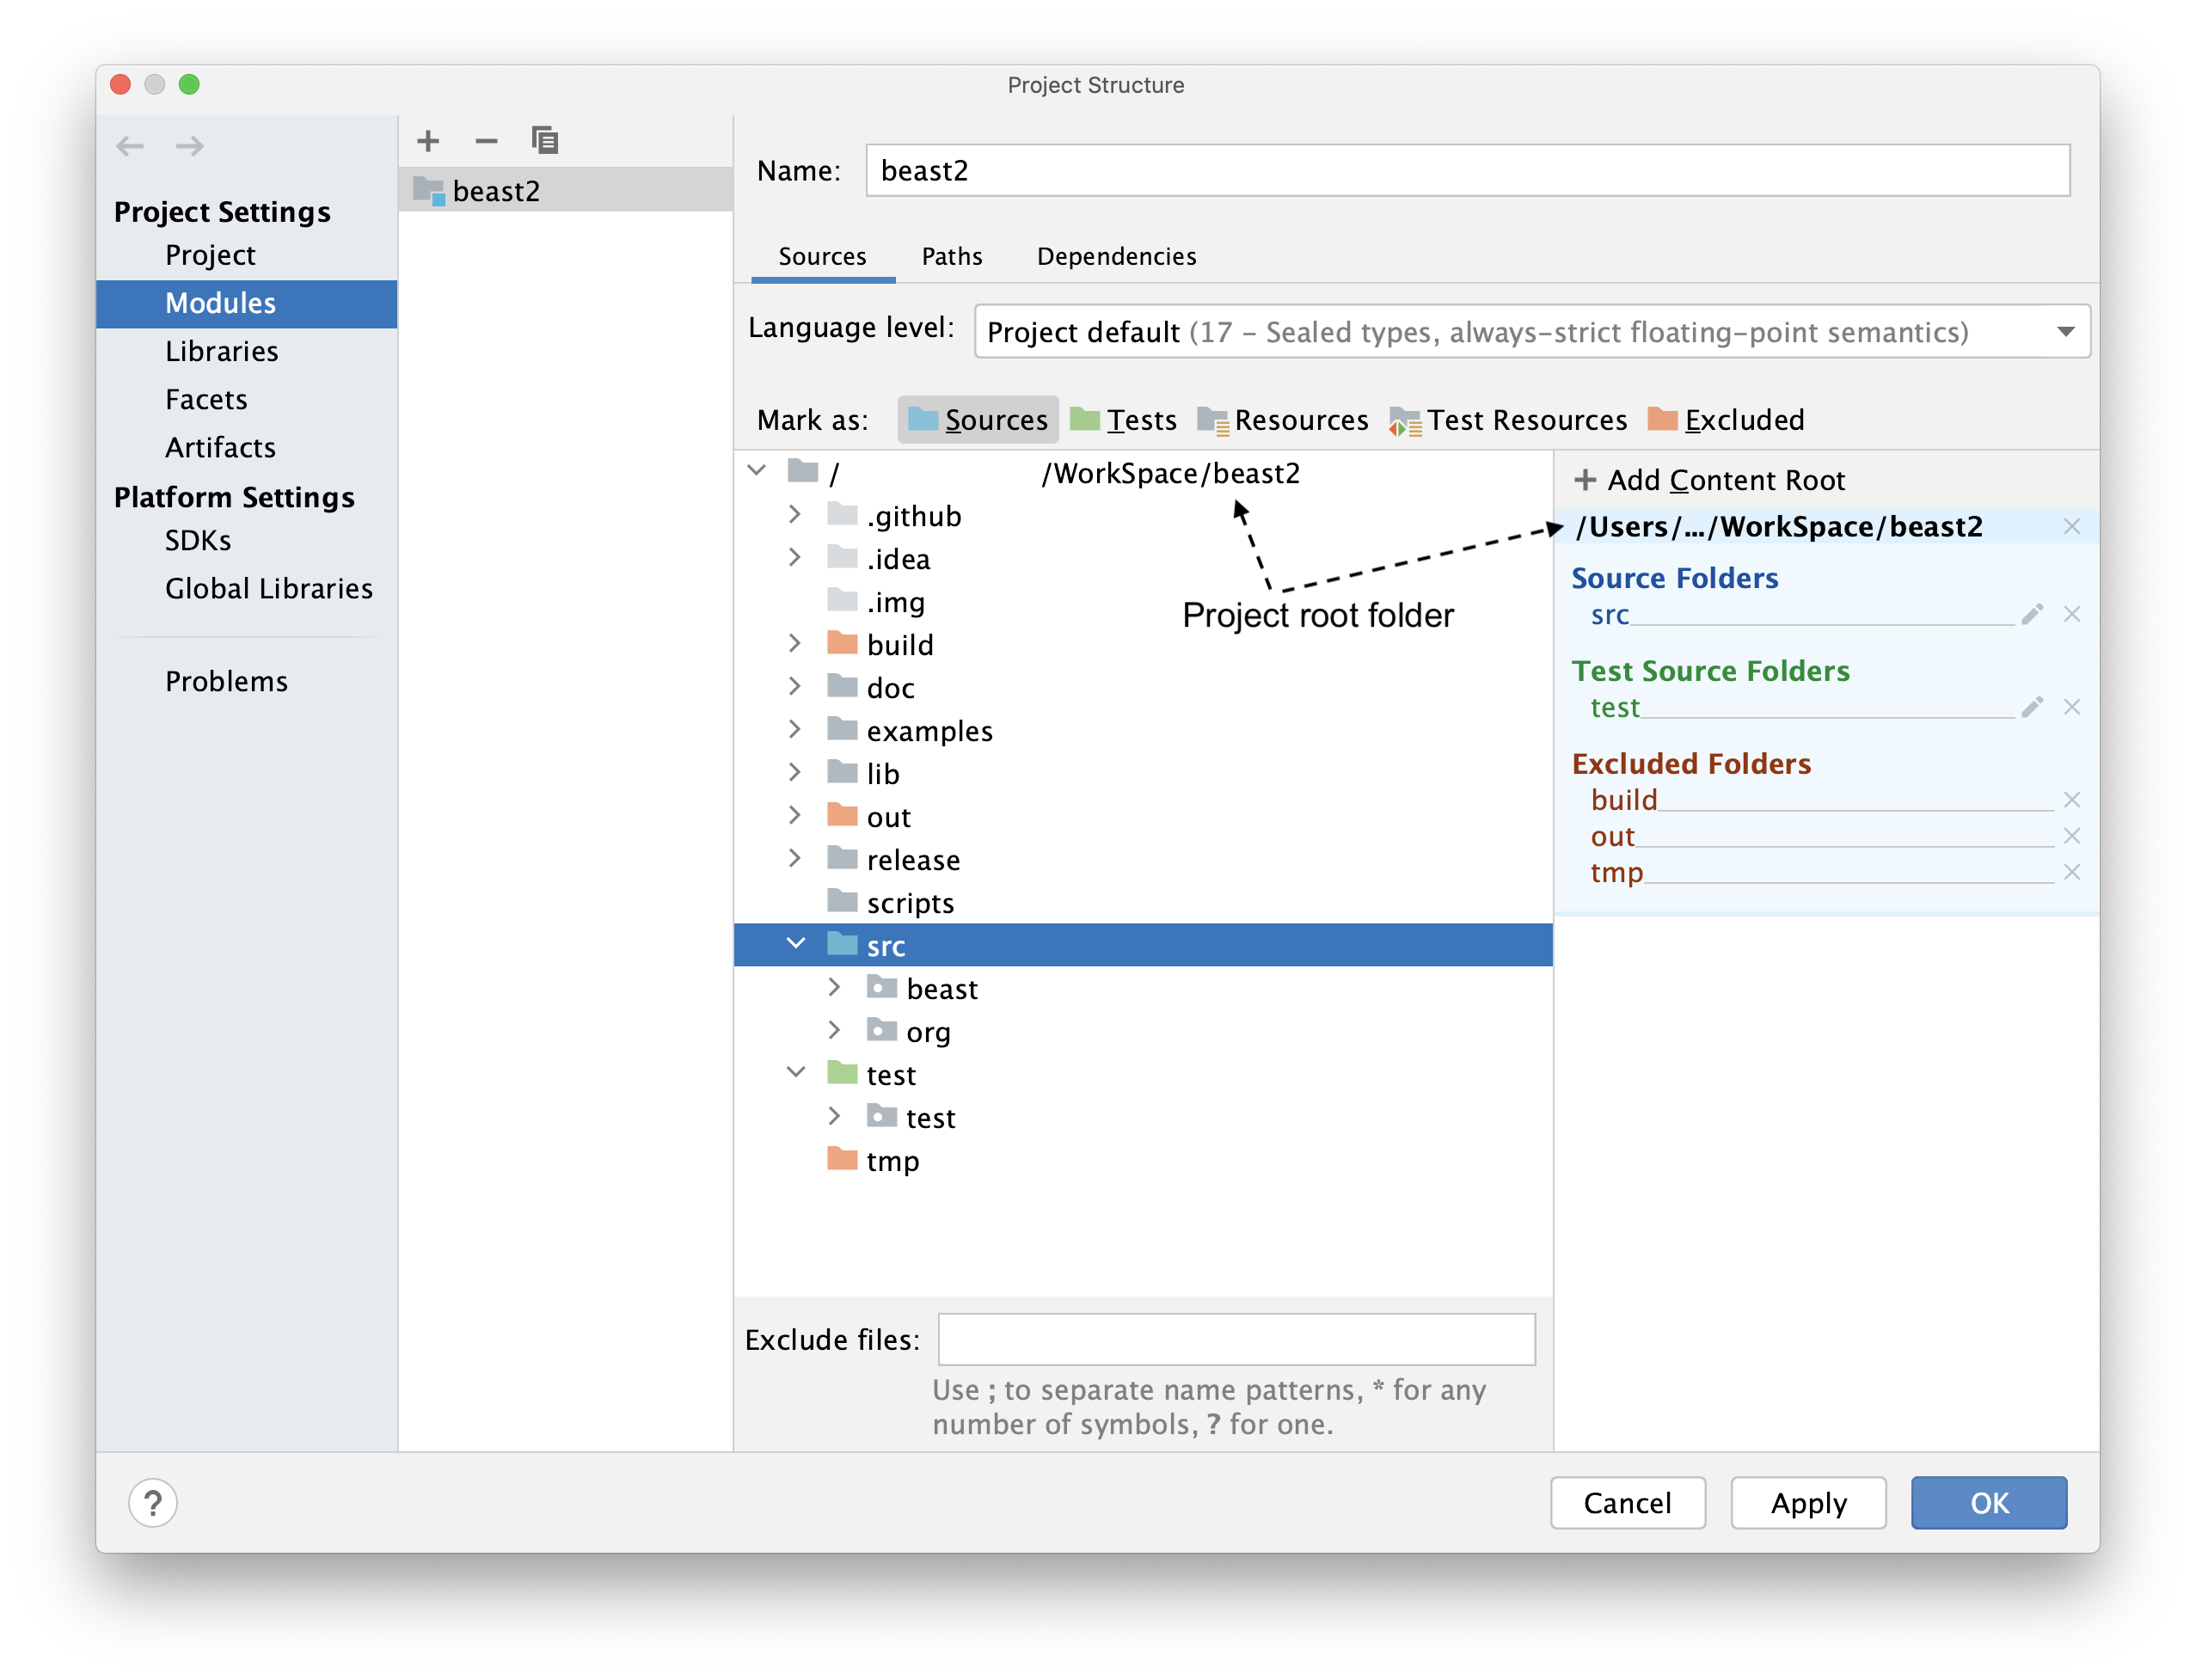 Project Structure
Project Settings
Project
Modules
Libraries
Facets
Artifacts
Platform Settings
SDKs
Global Libraries
Problems
beast2
Name: beast2
Sources Paths Dependencies
Language level: Project default (17 - Sealed types, always-strict floating-point semantics)
Mark as: Sources Tests Resources Test Resources Excluded
/ /WorkSpace/beast2
.github
.idea
.img
build
doc
examples
lib
out
release
scripts
src
beast
org
test
test
tmp
Project root folder
+ Add Content Root
/Users/.../WorkSpace/beast2
Source Folders
src
Test Source Folders
test
Excluded Folders
build
out
tmp
Exclude files:
Use ; to separate name patterns, * for any
number of symbols, ? for one.
? Cancel Apply OK